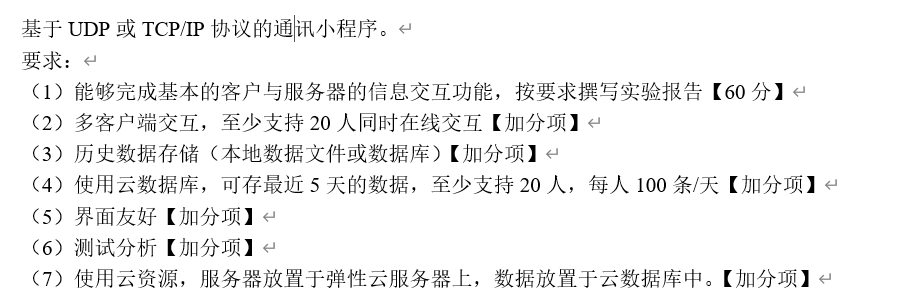 基于 UDP 或 TCP/IP 协议的通讯小程序。
要求：
（1）能够完成基本的客户与服务器的信息交互功能，按要求撰写实验报告【60 分】
（2）多客户端交互，至少支持 20 人同时在线交互【加分项】
（3）历史数据存储（本地数据文件或数据库）【加分项】
（4）使用云数据库，可存最近 5 天的数据，至少支持 20 人，每人 100 条/天【加分项】
（5）界面友好【加分项】
（6）测试分析【加分项】
（7）使用云资源，服务器放置于弹性云服务器上，数据放置于云数据库中。【加分项】